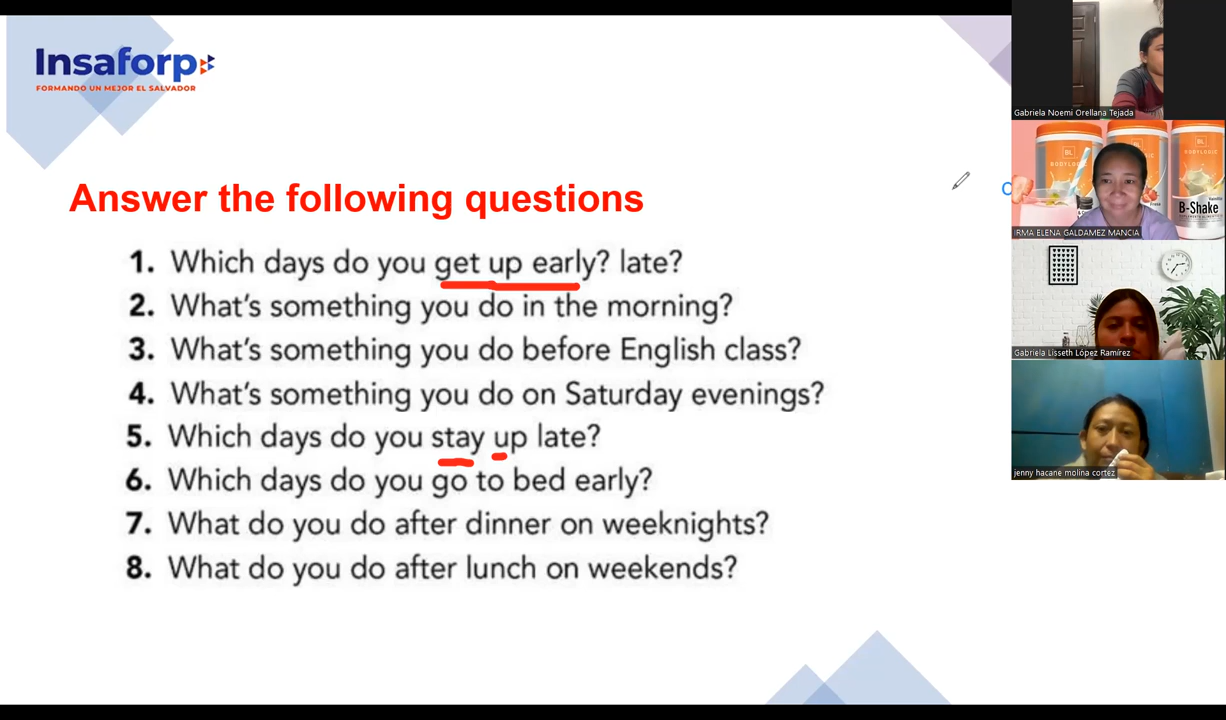 Insaforp
FORMANDO UN MEJOR EL SALVADOR
Answer the following questions
1. Which days do you get up early? late?
2. What's something you do in the morning?
3. What's something you do before English class?
4. What's something you do on Saturday evenings?
5. Which days do you stay up late?
6. Which days do you go to bed early?
7. What do you do after dinner on weeknights?
8. What do you do after lunch on weekends?
Gabriela Noemi Orellana Tejada
BL
B-Shake
IRMA ELENA GALDAMEZ MANCIA
Gabriela Lisseth López Ramírez
jenny hacane molina cortez